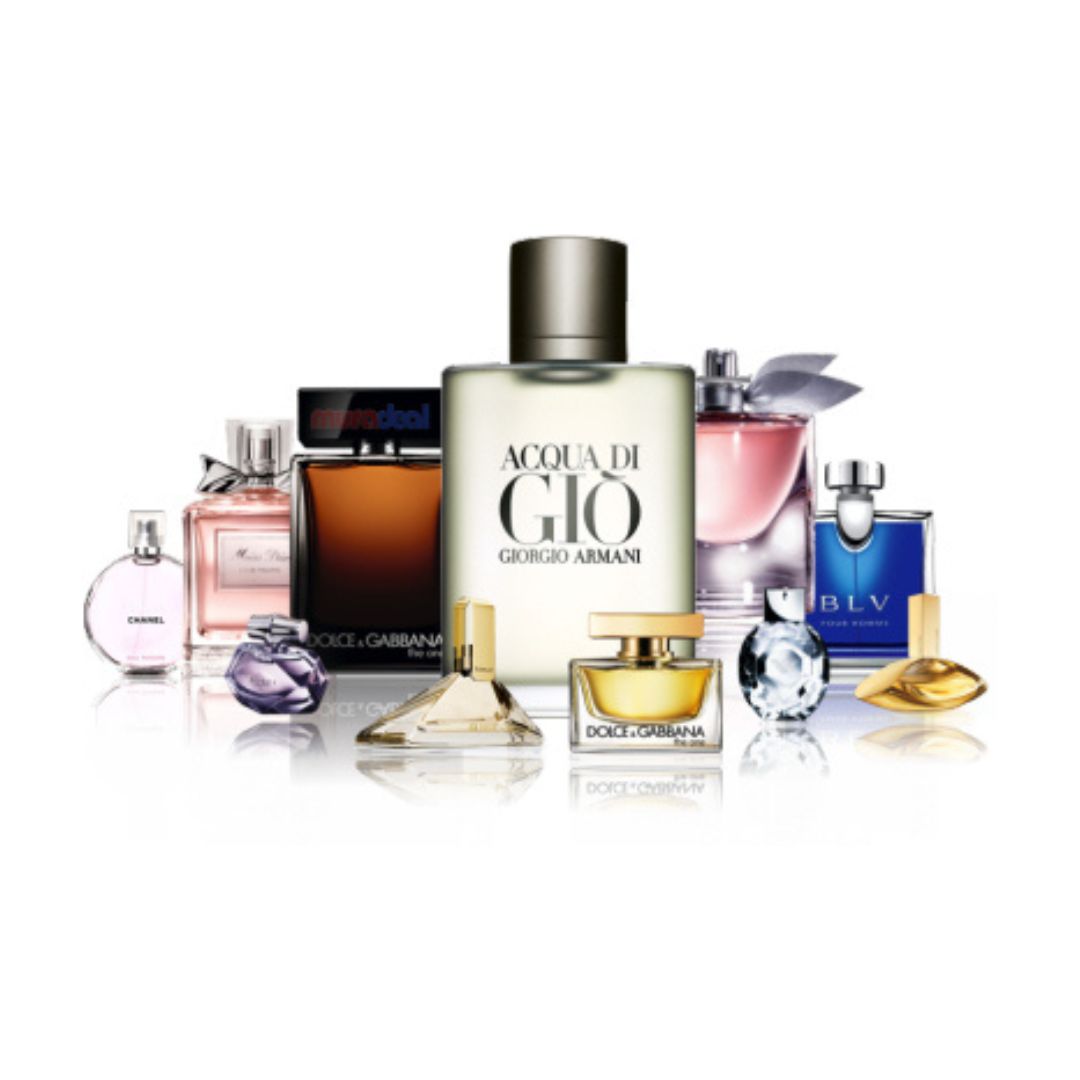 muradeal
ACQUA DI
GIÒ
GIORGIO ARMANI
CHANEL
DOLCE & GABBANA
the one
BLV
POUR HOMME
DOLCE & GABBANA
the one